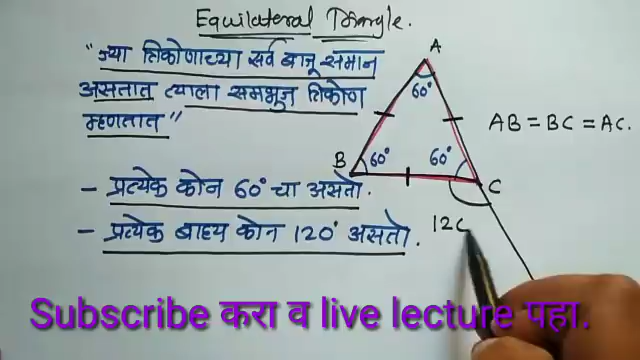 Equilateral Triangle.
"ज्या त्रिकोणाच्या सर्व बाजू समान
असतात त्याला समभुज त्रिकोण
म्हणतात"
A
60°
AB = BC = AC.
B 60° 60° C
- प्रत्येक कोन 60° चा असतो.
- प्रत्येक बाह्य कोन 120° असतो.
120
Subscribe करा व live lecture पहा.